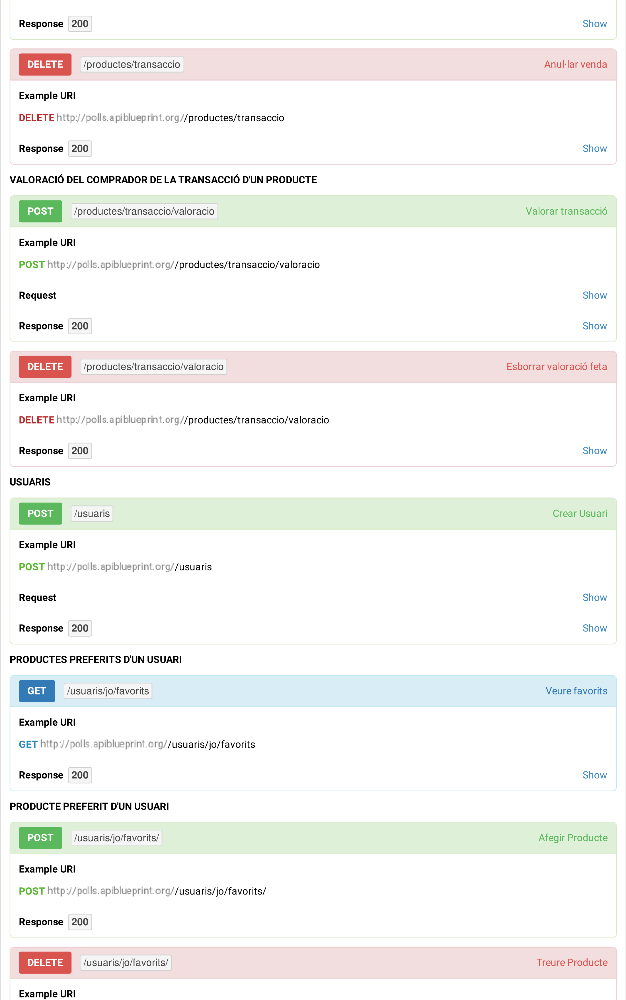 Response 200 Show
DELETE /productes/transaccio Anul·lar venda
Example URI
DELETE http://polls.apiblueprint.org//productes/transaccio
Response 200 Show
VALORACIÓ DEL COMPRADOR DE LA TRANSACCIÓ D'UN PRODUCTE
POST /productes/transaccio/valoracio Valorar transacció
Example URI
POST http://polls.apiblueprint.org//productes/transaccio/valoracio
Request Show
Response 200 Show
DELETE /productes/transaccio/valoracio Esborrar valoració feta
Example URI
DELETE http://polls.apiblueprint.org//productes/transaccio/valoracio
Response 200 Show
USUARIS
POST /usuaris Crear Usuari
Example URI
POST http://polls.apiblueprint.org//usuaris
Request Show
Response 200 Show
PRODUCTES PREFERITS D'UN USUARI
GET /usuaris/jo/favorits Veure favorits
Example URI
GET http://polls.apiblueprint.org//usuaris/jo/favorits
Response 200 Show
PRODUCTE PREFERIT D'UN USUARI
POST /usuaris/jo/favorits/ Afegir Producte
Example URI
POST http://polls.apiblueprint.org//usuaris/jo/favorits/
Response 200
DELETE /usuaris/jo/favorits/ Treure Producte
Example URI